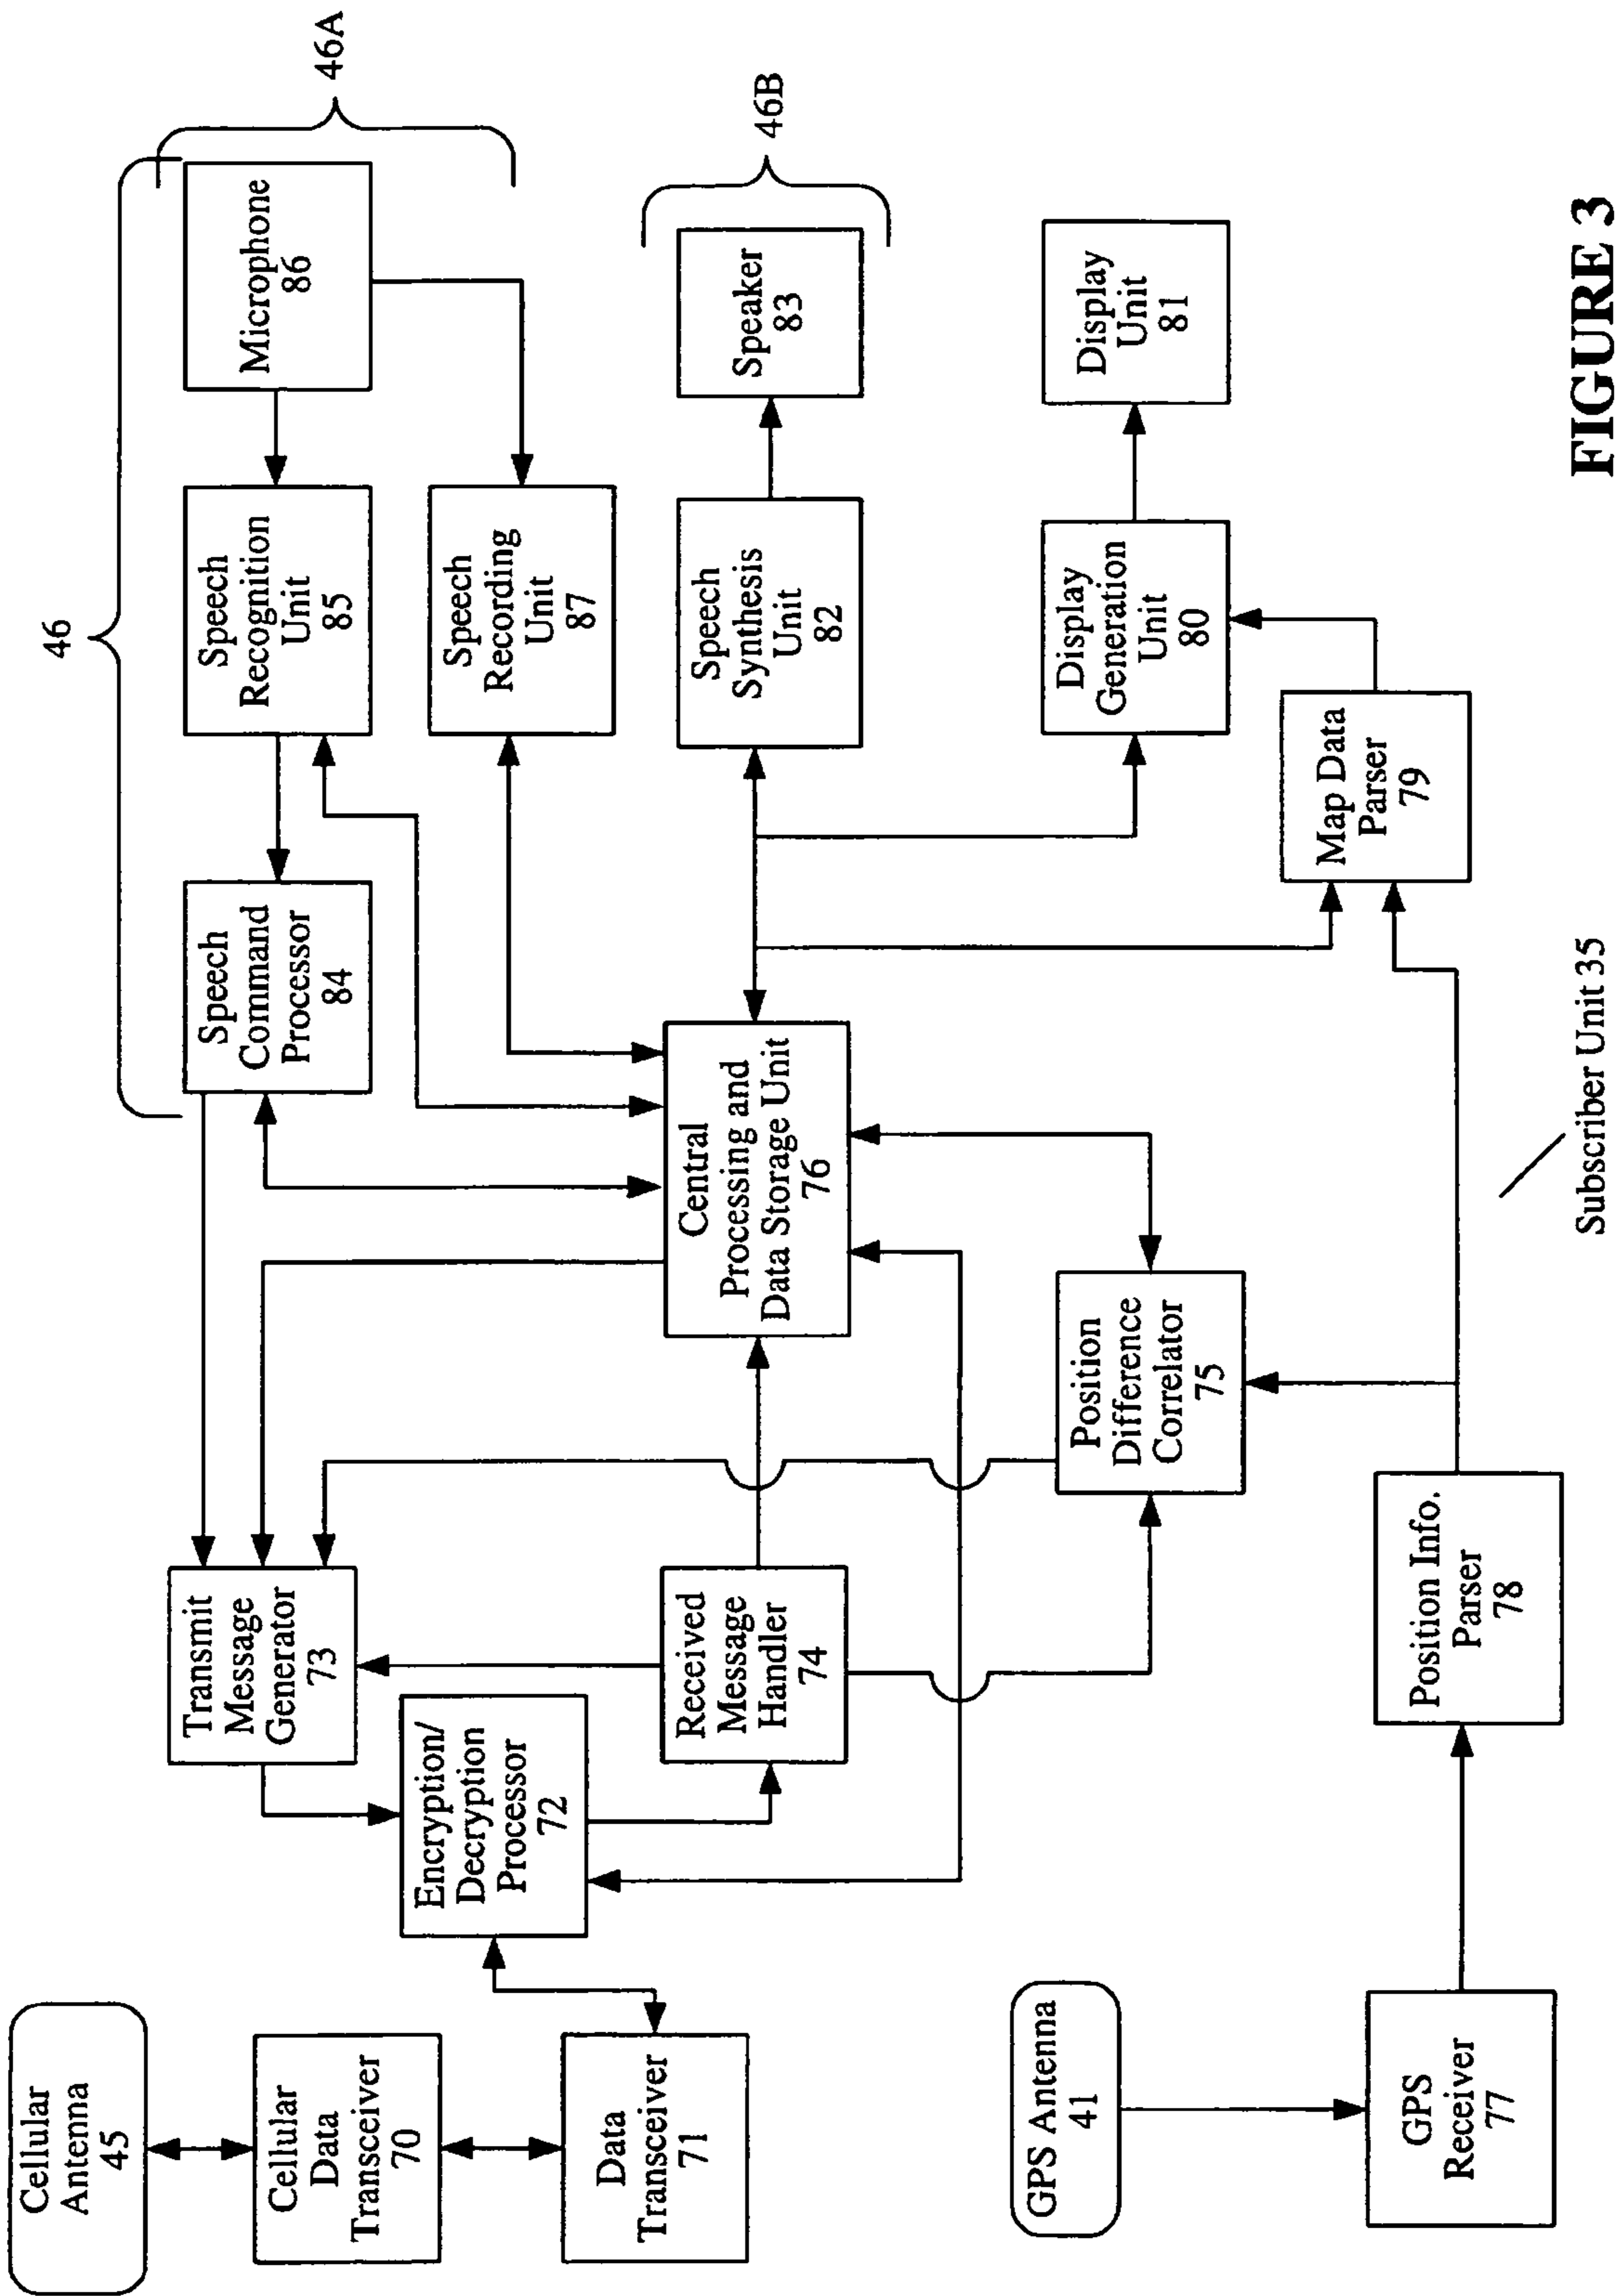 Cellular
Antenna
45
Cellular
Data
Transceiver
70
Data
Transceiver
71
Transmit
Message
Generator
73
Encryption/
Decryption
Processor
72
Received
Message
Handler
74
46
Speech
Command
Processor
84
Speech
Recognition
Unit
85
Microphone
86
46A
Speech
Recording
Unit
87
Central
Processing and
Data Storage Unit
76
Speech
Synthesis
Unit
82
Speaker
83
46B
Position
Difference
Correlator
75
Display
Generation
Unit
80
Display
Unit
81
GPS Antenna
41
GPS
Receiver
77
Position Info.
Parser
78
Map Data
Parser
79
Subscriber Unit 35
FIGURE 3